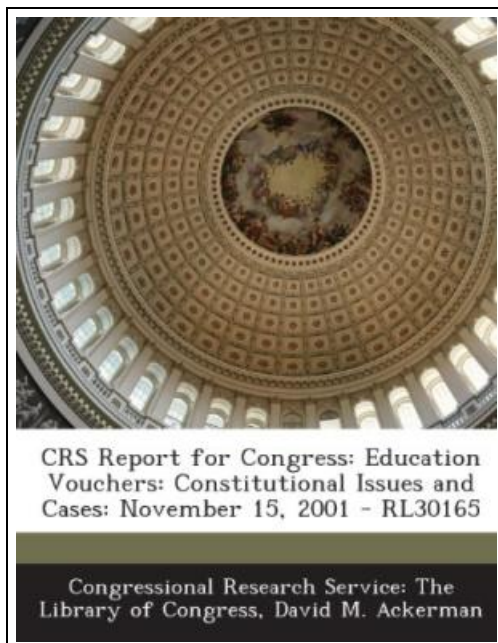 CRS Report for Congress: Education
Vouchers: Constitutional Issues and
Cases: November 15, 2001 - RL30165
Congressional Research Service: The
Library of Congress, David M. Ackerman